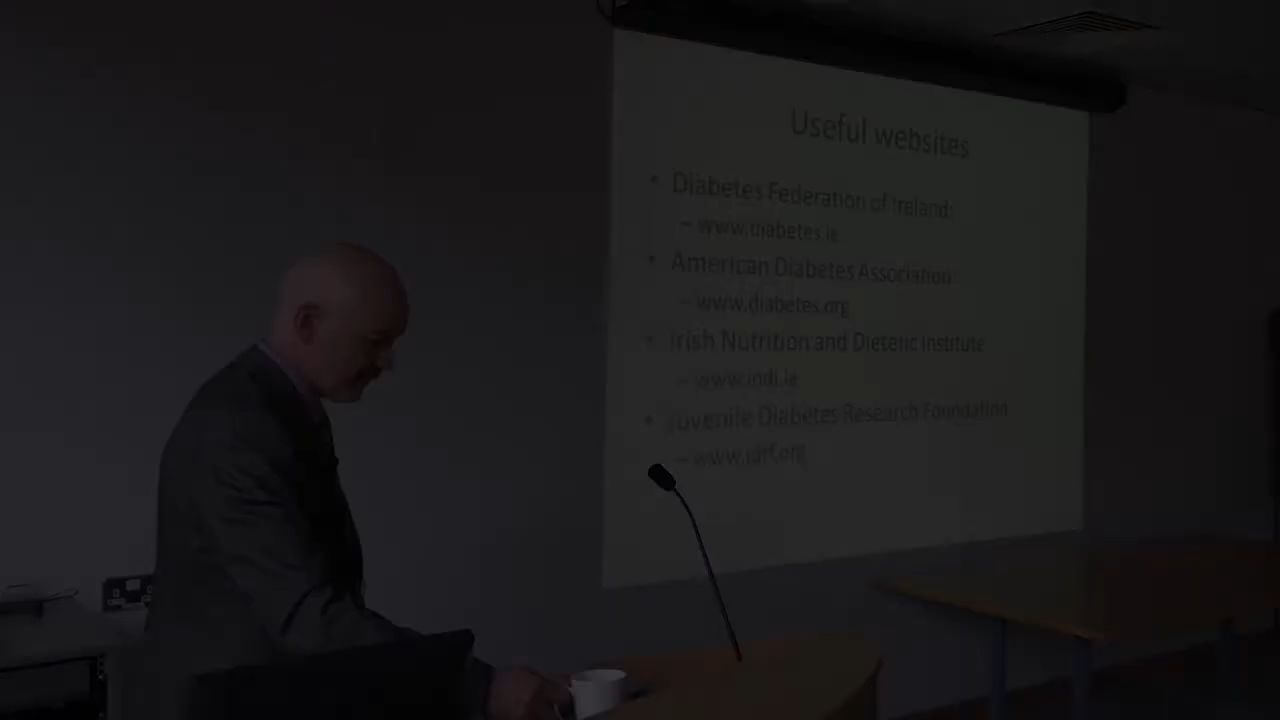 Useful websites
• Diabetes Federation of Ireland:
– www.diabetes.ie
• American Diabetes Association:
– www.diabetes.org
• Irish Nutrition and Dietetic Institute
– www.indi.ie
• Juvenile Diabetes Research Foundation
– www.jdrf.org